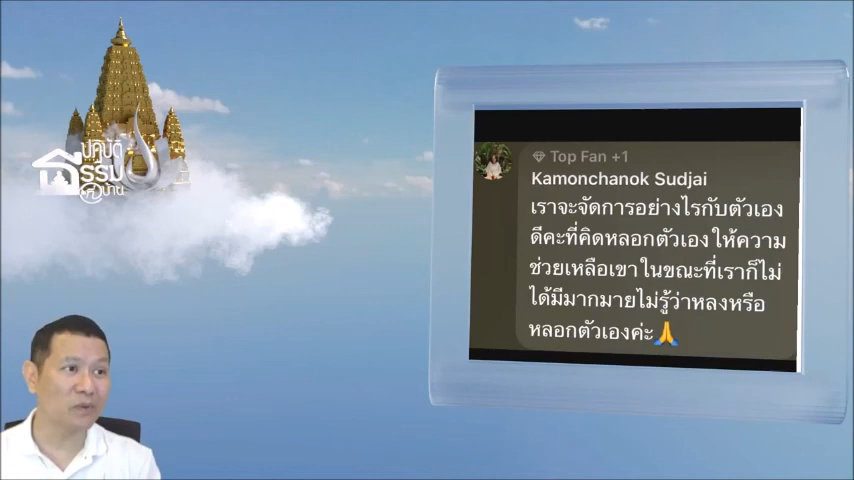 ปฏิบัติ
ธรรม
@บ้าน
Top Fan +1
Kamonchanok Sudjai
เราจะจัดการอย่างไรกับตัวเอง
ดีคะที่คิดหลอกตัวเอง ให้ความ
ช่วยเหลือเขาในขณะที่เราก็ไม่
ได้มีมากมายไม่รู้ว่าหลงหรือ
หลอกตัวเองค่ะ🙏